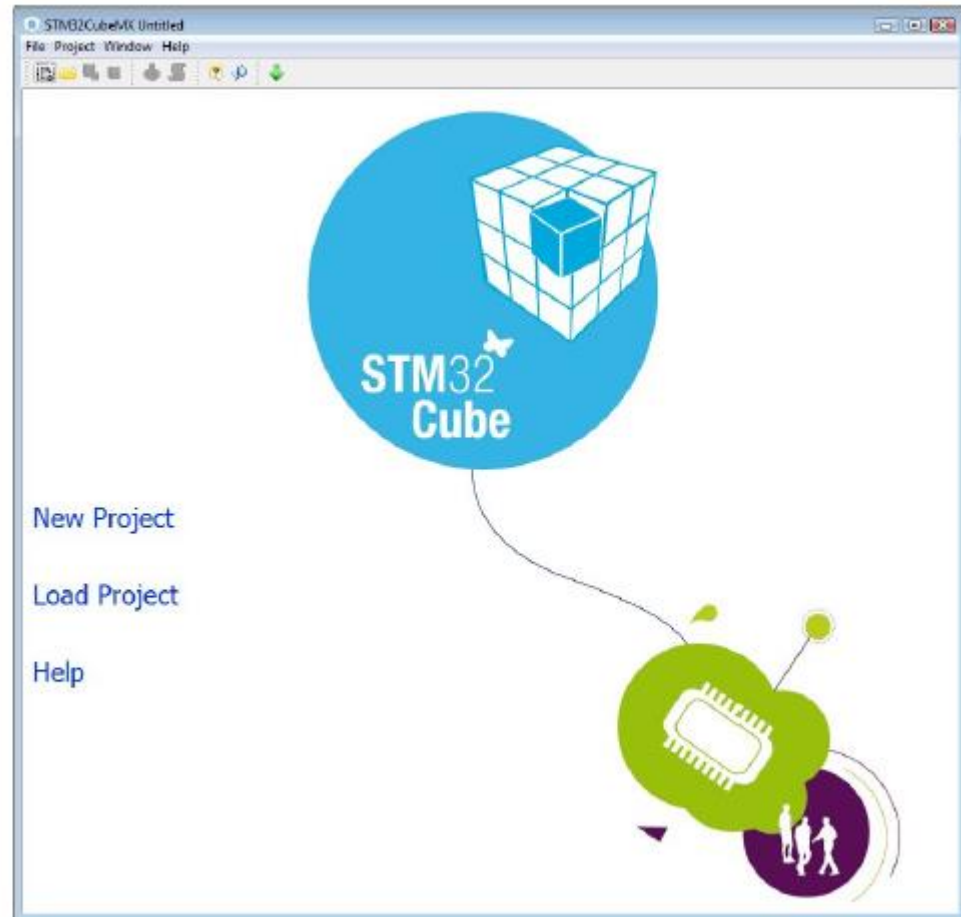 STM32CubeMX Untitled
File Project Window Help
STM32
Cube
New Project
Load Project
Help